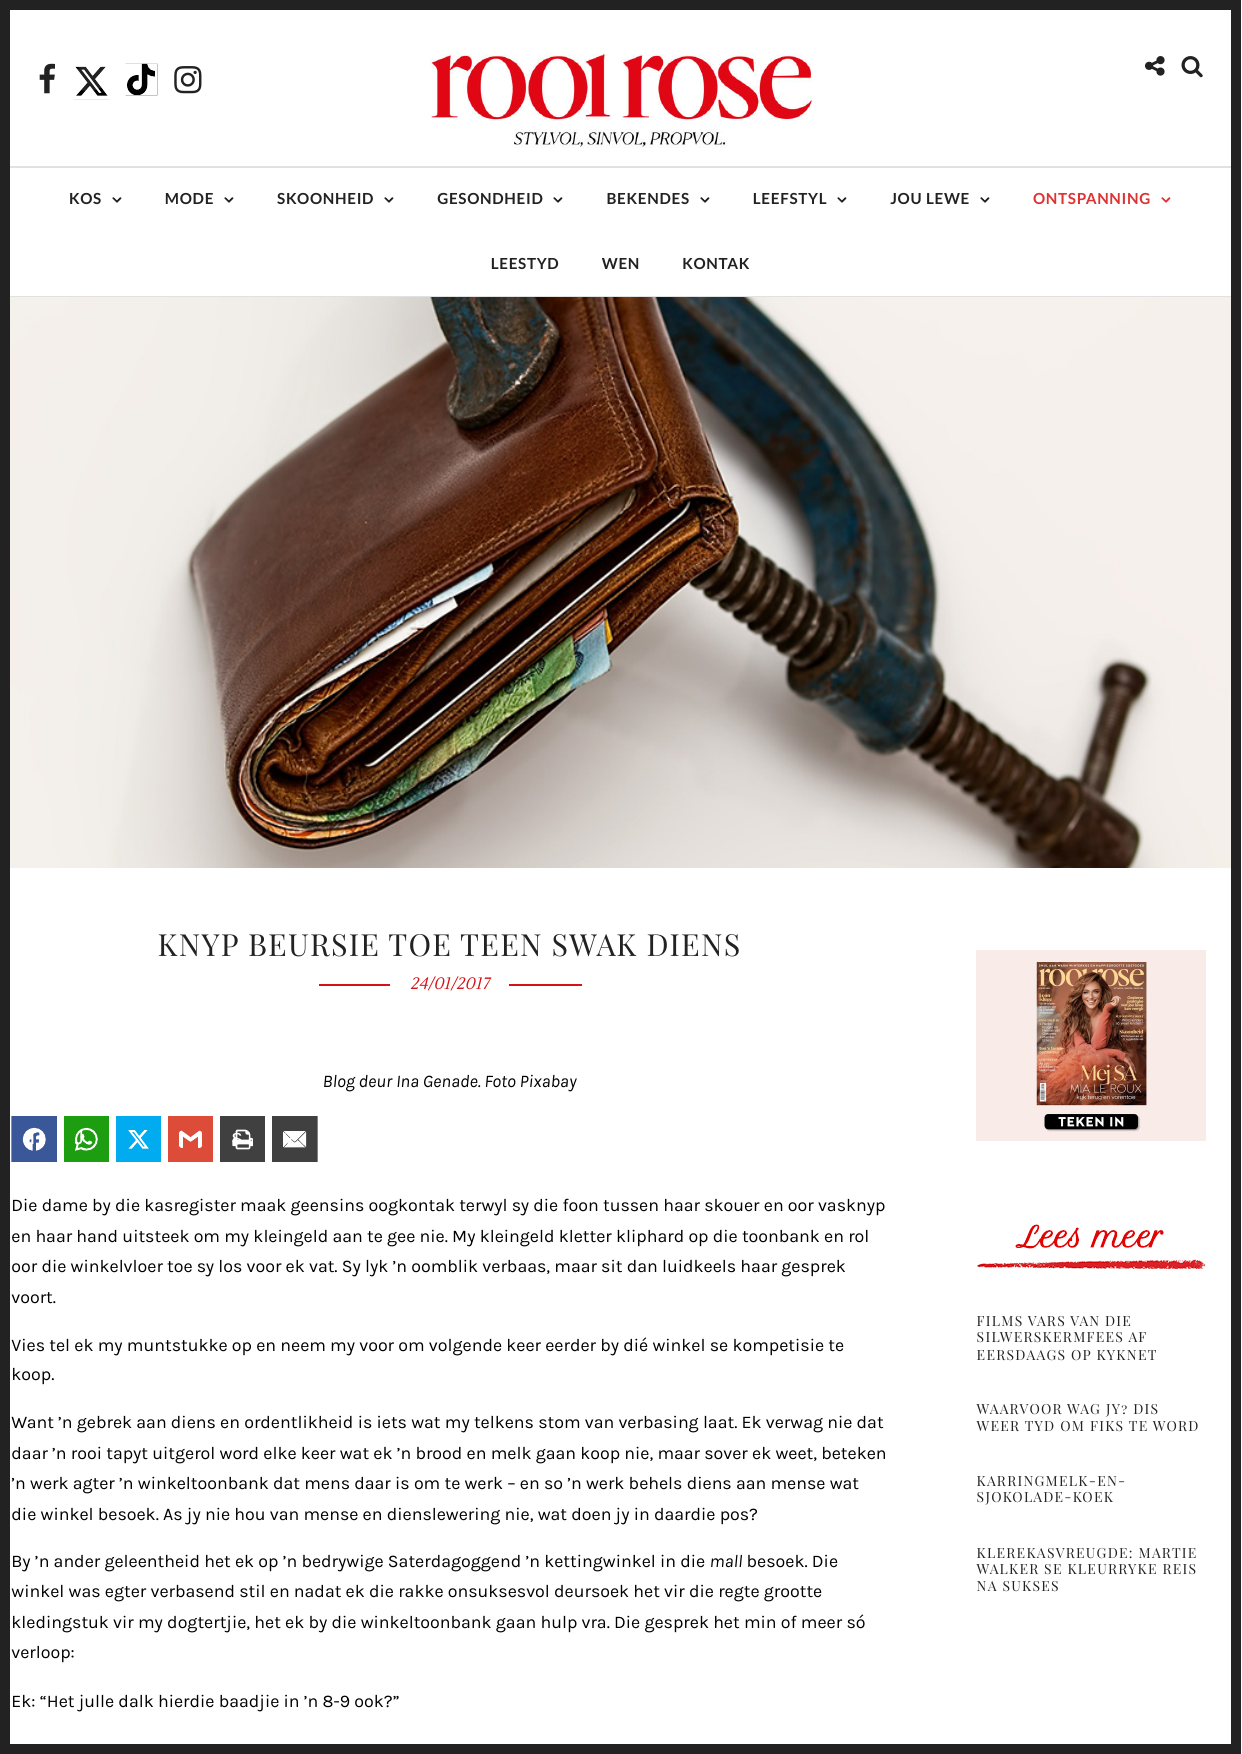 rooi rose
STYLVOL, SINVOL, PROPVOL.
KOS MODE SKOONHEID GESONDHEID BEKENDES LEEFSTYL JOU LEWE ONTSPANNING
LEESTYD WEN KONTAK
KNYP BEURSIE TOE TEEN SWAK DIENS
24/01/2017
Blog deur Ina Genade. Foto Pixabay
Die dame by die kasregister maak geensins oogkontak terwyl sy die foon tussen haar skouer en oor vasknyp
en haar hand uitsteek om my kleingeld aan te gee nie. My kleingeld kletter kliphard op die toonbank en rol
oor die winkelvloer toe sy los voor ek vat. Sy lyk ’n oomblik verbaas, maar sit dan luidkeels haar gesprek
voort.
Vies tel ek my muntstukke op en neem my voor om volgende keer eerder by dié winkel se kompetisie te
koop.
Want ’n gebrek aan diens en ordentlikheid is iets wat my telkens stom van verbasing laat. Ek verwag nie dat
daar ’n rooi tapyt uitgerol word elke keer wat ek ’n brood en melk gaan koop nie, maar sover ek weet, beteken
’n werk agter ’n winkeltoonbank dat mens daar is om te werk – en so ’n werk behels diens aan mense wat
die winkel besoek. As jy nie hou van mense en dienslewering nie, wat doen jy in daardie pos?
By ’n ander geleentheid het ek op ’n bedrywige Saterdagoggend ’n kettingwinkel in die mall besoek. Die
winkel was egter verbasend stil en nadat ek die rakke onsuksesvol deursoek het vir die regte grootte
kledingstuk vir my dogtertjie, het ek by die winkeltoonbank gaan hulp vra. Die gesprek het min of meer só
verloop:
Ek: “Het julle dalk hierdie baadjie in ’n 8-9 ook?”
rooi rose
Mej SA
MIA LE ROUX
kyk terug en vorentoe
TEKEN IN
Lees meer
FILMS VARS VAN DIE
SILWERSKERMFEES AF
EERSDAAGS OP KYKNET
WAARVOOR WAG JY? DIS
WEER TYD OM FIKS TE WORD
KARRINGMELK-EN-
SJOKOLADE-KOEK
KLEREKASVREUGDE: MARTIE
WALKER SE KLEURRYKE REIS
NA SUKSES